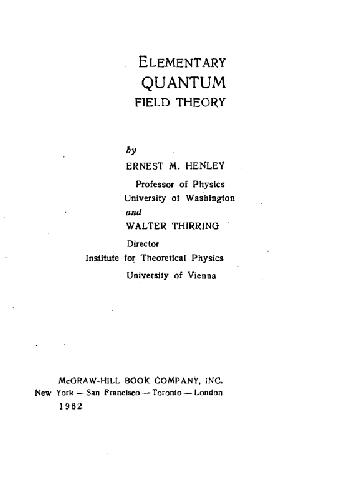 ELEMENTARY
QUANTUM
FIELD THEORY
by
ERNEST M. HENLEY
Professor of Physics
University of Washington
and
WALTER THIRRING
Director
Institute for Theoretical Physics
University of Vienna
McGRAW-HILL BOOK COMPANY, INC.
New York — San Francisco — Toronto — London
1962